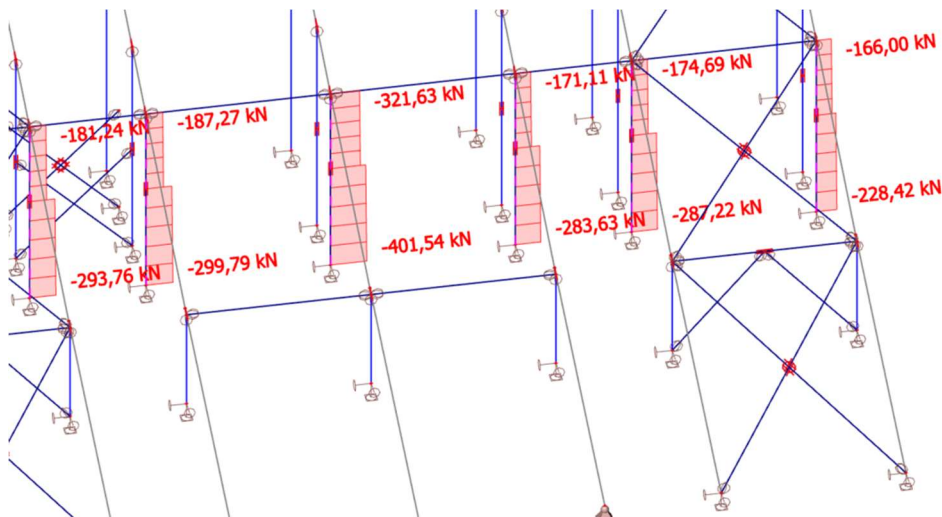 -166,00 kN
-174,69 kN
-171,11 kN
-321,63 kN
-187,27 kN
-181,24 kN
-228,42 kN
-287,22 kN
-283,63 kN
-401,54 kN
-299,79 kN
-293,76 kN